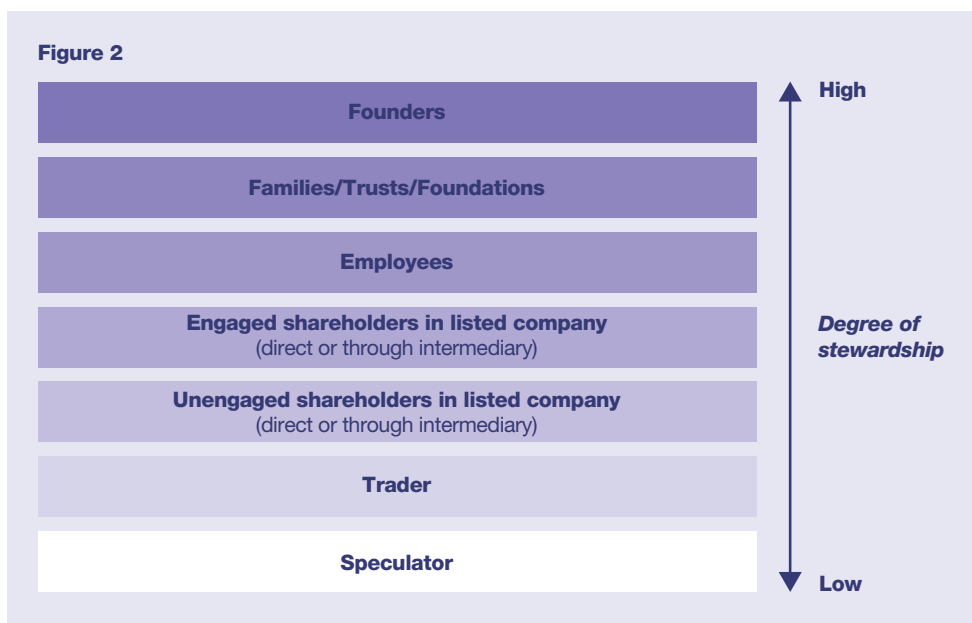 Figure 2
High
Founders
Families/Trusts/Foundations
Employees
Engaged shareholders in listed company
(direct or through intermediary)
Degree of
stewardship
Unengaged shareholders in listed company
(direct or through intermediary)
Trader
Speculator
Low